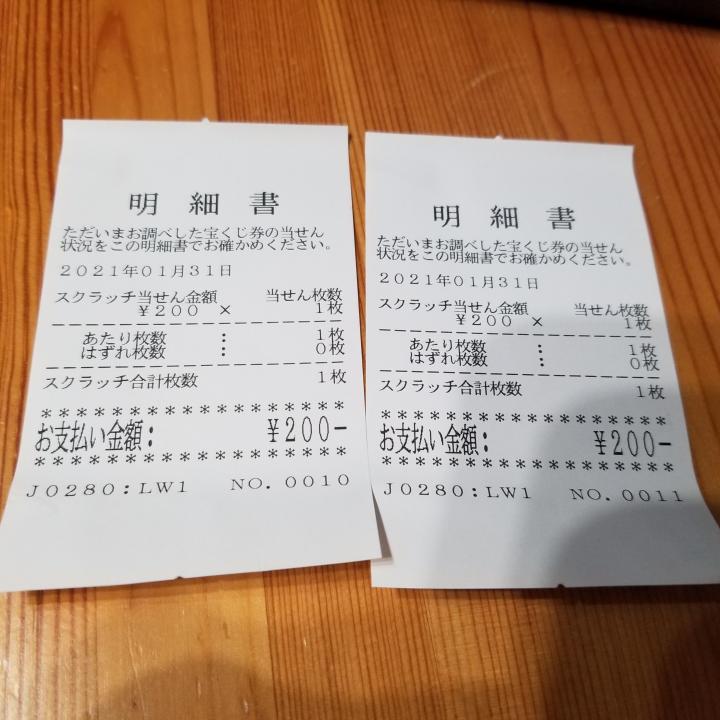 明細書
ただいまお調べした宝くじ券の当せん
状況をこの明細書でお確かめください。
2021年01月31日
スクラッチ当せん金額 当せん枚数
¥200 × 1枚
あたり枚数 : 1枚
はずれ枚数 : 0枚
スクラッチ合計枚数 1枚
******************
お支払い金額: ¥200-
******************
J0280:LW1 NO.0010
明細書
ただいまお調べした宝くじ券の当せん
状況をこの明細書でお確かめください。
2021年01月31日
スクラッチ当せん金額 当せん枚数
¥200 × 1枚
あたり枚数 : 1枚
はずれ枚数 : 0枚
スクラッチ合計枚数 1枚
******************
お支払い金額: ¥200-
******************
J0280:LW1 NO.0011